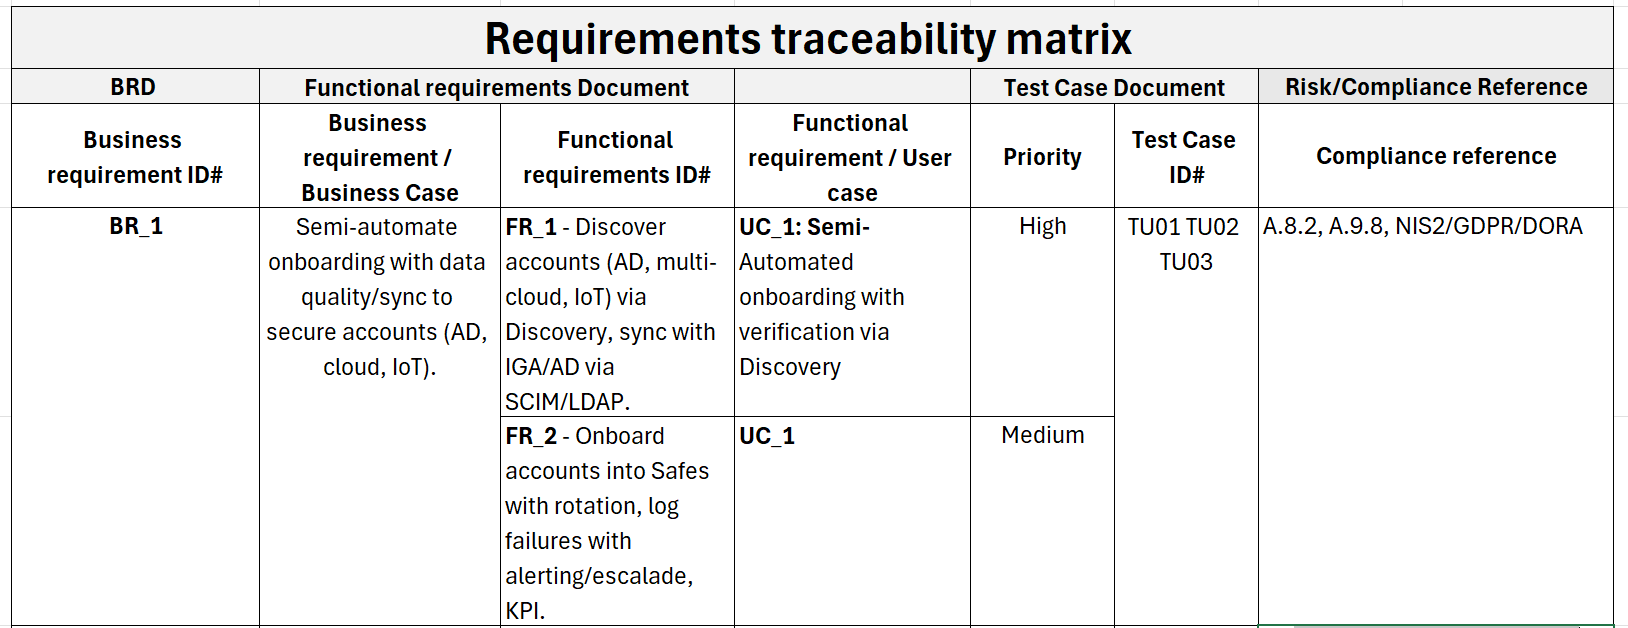 Requirements traceability matrix
BRD
Functional requirements Document
Test Case Document
Risk/Compliance Reference
Business
requirement ID#
Business
requirement /
Business Case
Functional
requirements ID#
Functional
requirement / User
case
Priority
Test Case
ID#
Compliance reference
BR_1
Semi-automate
onboarding with data
quality/sync to
secure accounts (AD,
cloud, IoT).
FR_1 - Discover
accounts (AD, multi-
cloud, IoT) via
Discovery, sync with
IGA/AD via
SCIM/LDAP.
UC_1: Semi-
Automated
onboarding with
verification via
Discovery
High
TU01 TU02
TU03
A.8.2, A.9.8, NIS2/GDPR/DORA
FR_2 - Onboard
accounts into Safes
with rotation, log
failures with
alerting/escalade,
KPI.
UC_1
Medium